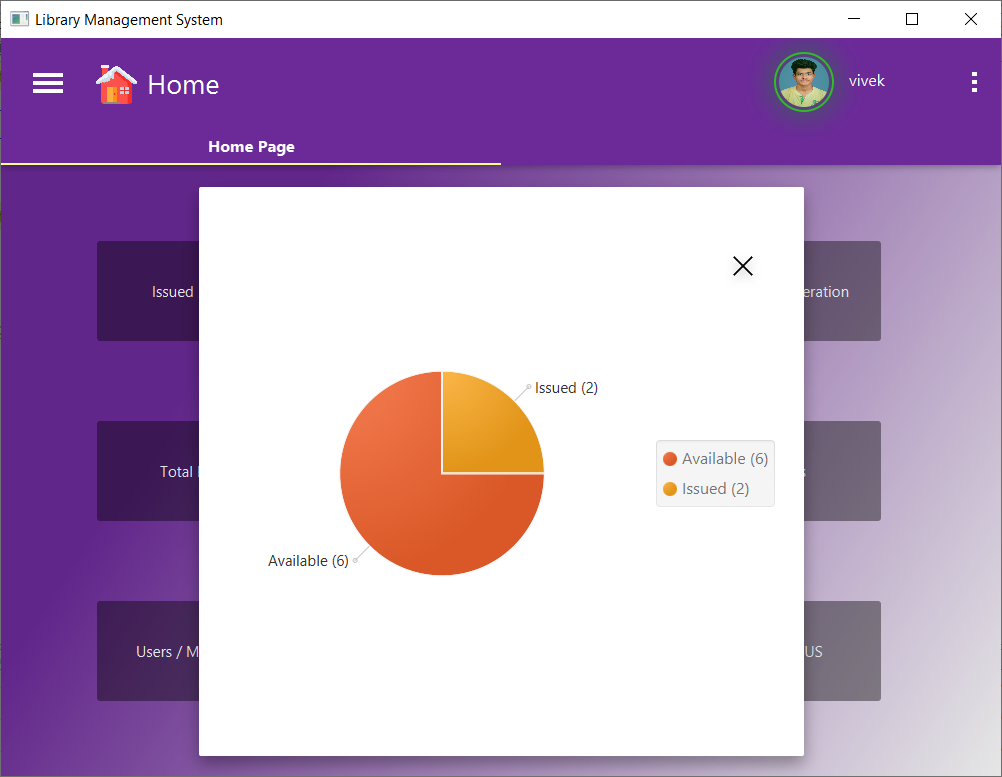 Library Management System
Home
vivek
Home Page
Issued
eration
Issued (2)
Available (6)
Issued (2)
Available (6)
Total
Users / M
US